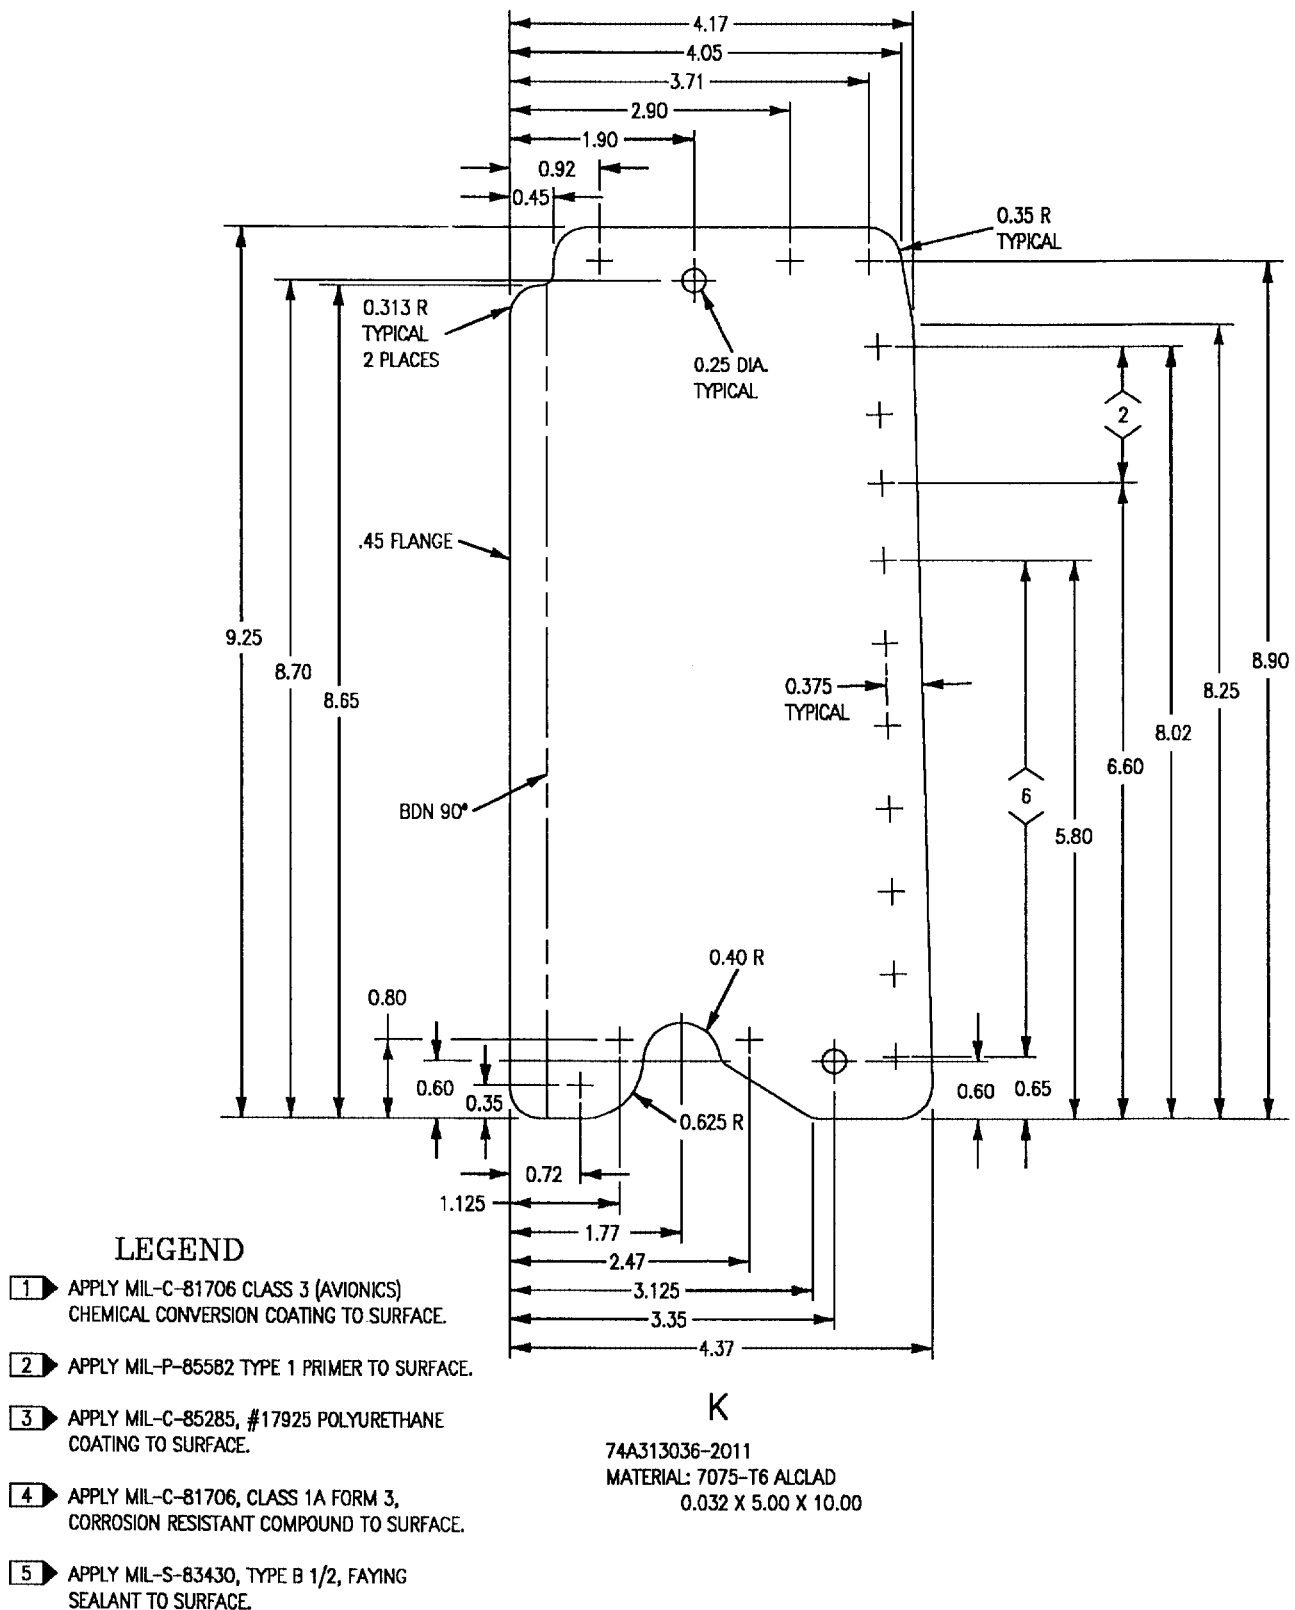 4.17
4.05
3.71
2.90
1.90
0.92
0.45
0.35 R
TYPICAL
0.313 R
TYPICAL
2 PLACES
0.25 DIA.
TYPICAL
2
.45 FLANGE
9.25
8.70
8.65
8.90
8.25
8.02
6.60
5.80
0.375
TYPICAL
6
BDN 90°
0.40 R
0.80
0.60
0.35
0.625 R
0.60
0.65
0.72
1.125
1.77
2.47
3.125
3.35
4.37
K
74A313036-2011
MATERIAL: 7075-T6 ALCLAD
0.032 X 5.00 X 10.00
LEGEND
1 APPLY MIL-C-81706 CLASS 3 (AVIONICS)
CHEMICAL CONVERSION COATING TO SURFACE.
2 APPLY MIL-P-85582 TYPE 1 PRIMER TO SURFACE.
3 APPLY MIL-C-85285, #17925 POLYURETHANE
COATING TO SURFACE.
4 APPLY MIL-C-81706, CLASS 1A FORM 3,
CORROSION RESISTANT COMPOUND TO SURFACE.
5 APPLY MIL-S-83430, TYPE B 1/2, FAYING
SEALANT TO SURFACE.